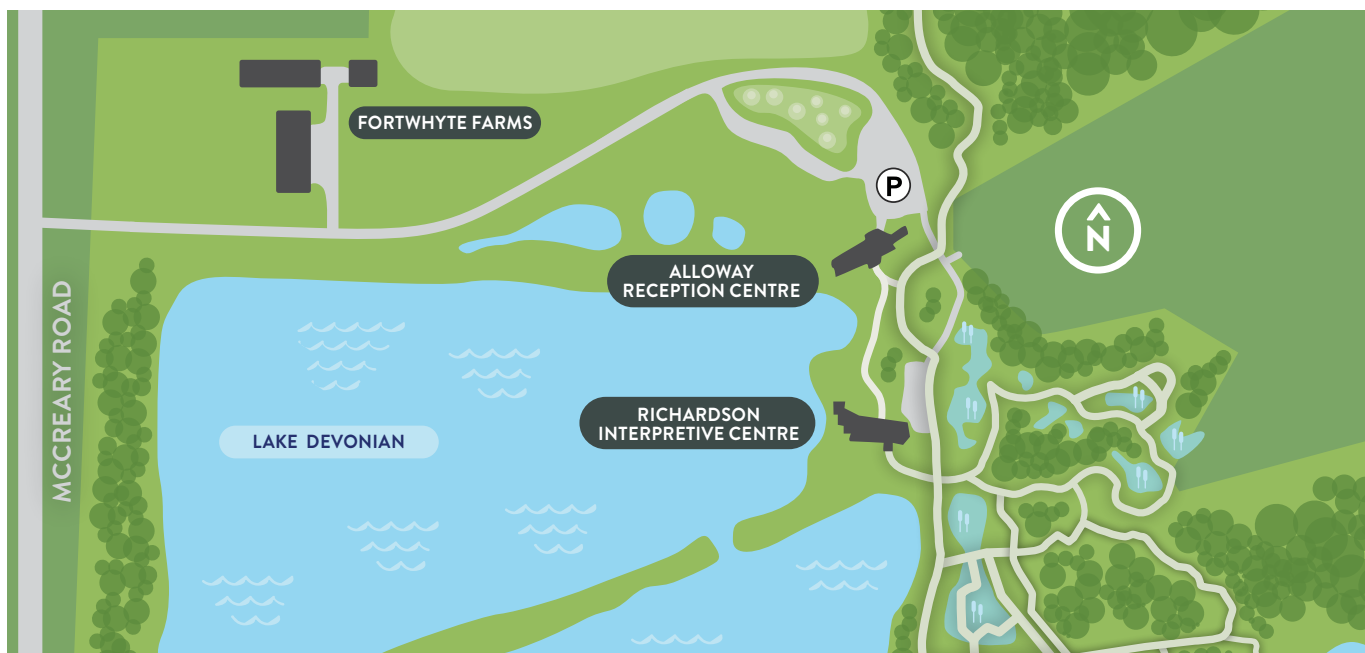 FORTWHYTE FARMS
P
N
ALLOWAY
RECEPTION CENTRE
MCCREARY ROAD
RICHARDSON
INTERPRETIVE CENTRE
LAKE DEVONIAN